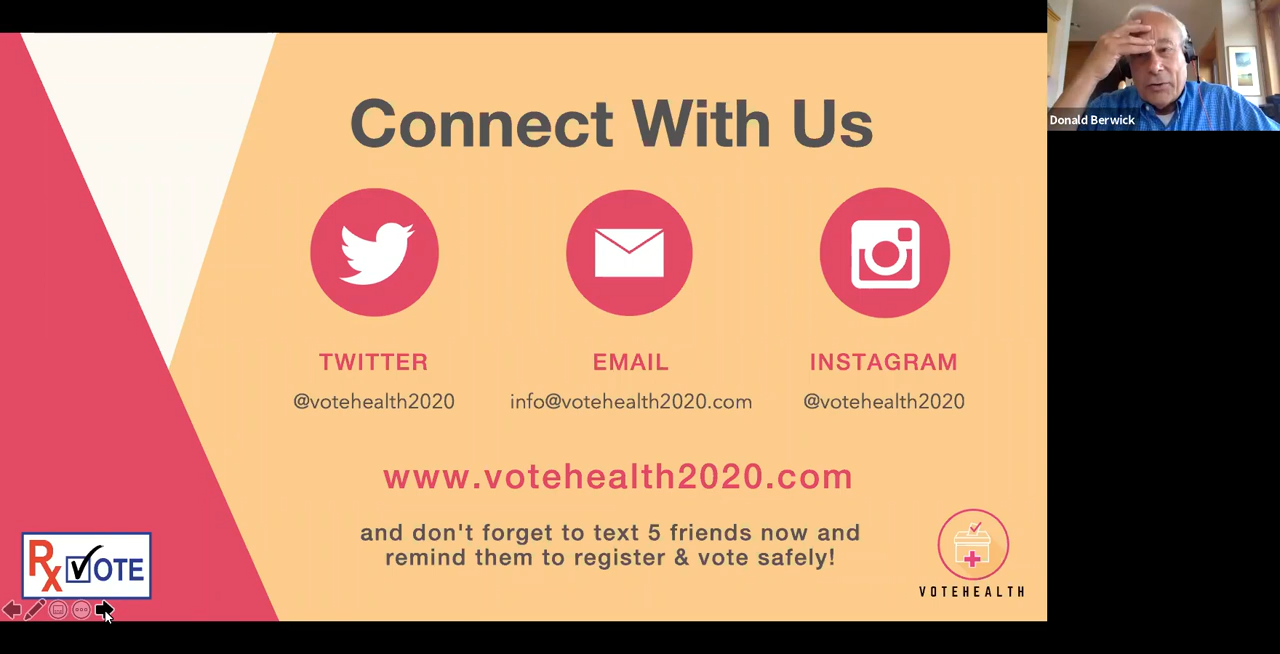 Connect With Us
TWITTER
EMAIL
INSTAGRAM
@votehealth2020
info@votehealth2020.com
@votehealth2020
www.votehealth2020.com
and don't forget to text 5 friends now and
remind them to register & vote safely!
Rx VOTE
VOTEHEALTH
Donald Berwick